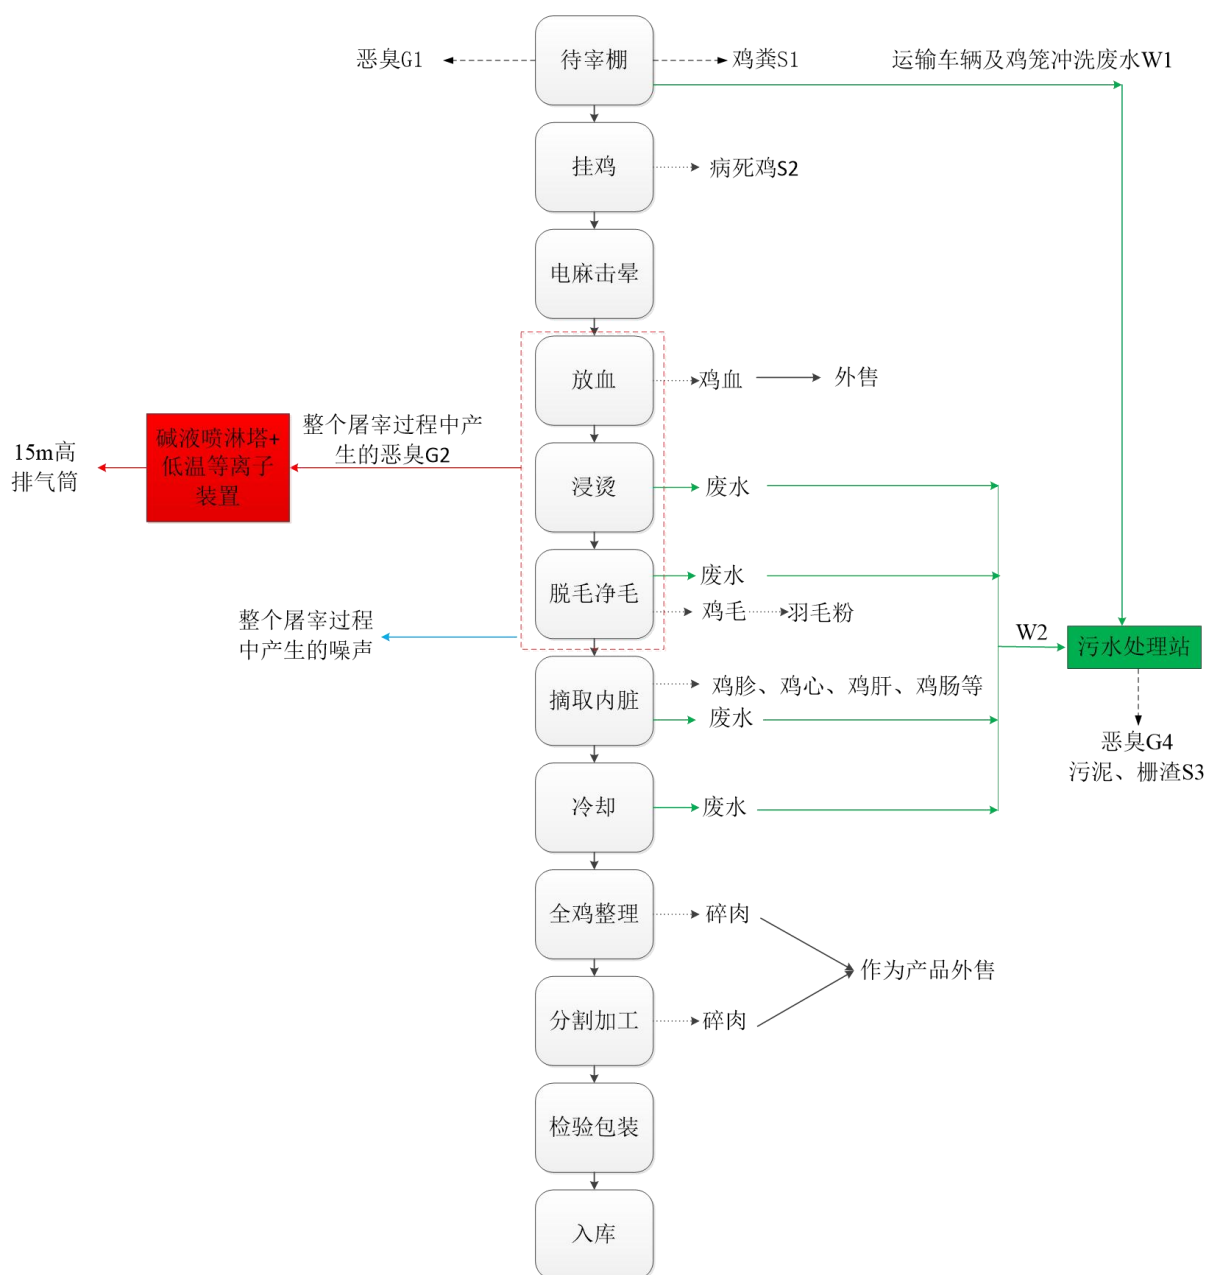 恶臭G1
待宰棚
鸡粪S1
运输车辆及鸡笼冲洗废水W1
挂鸡
病死鸡S2
电麻击晕
放血
鸡血
外售
整个屠宰过程中产
生的恶臭G2
碱液喷淋塔+
低温等离子
装置
15m高
排气筒
浸烫
废水
脱毛净毛
废水
鸡毛
羽毛粉
整个屠宰过程
中产生的噪声
W2
污水处理站
摘取内脏
鸡胗、鸡心、鸡肝、鸡肠等
废水
恶臭G4
污泥、栅渣S3
冷却
废水
全鸡整理
碎肉
作为产品外售
分割加工
碎肉
检验包装
入库